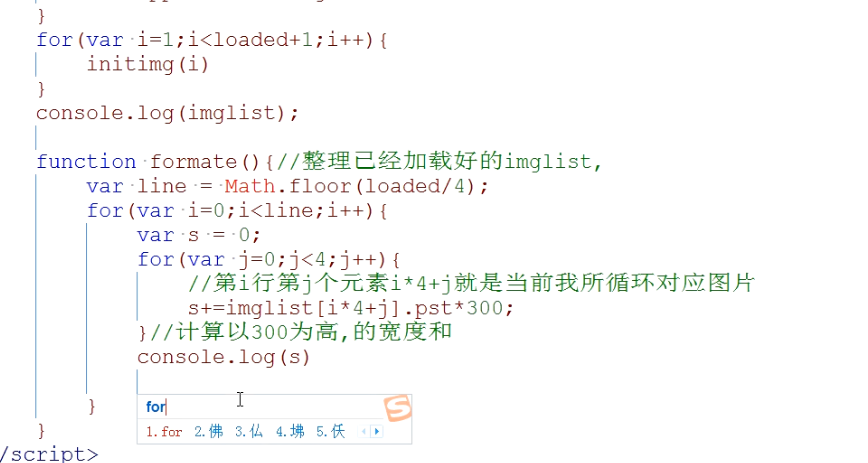 }
for(var i=1;i<loaded+1;i++){
initimg(i)
}
console.log(imglist);
function formate(){//整理已经加载好的imglist,
var line = Math.floor(loaded/4);
for(var i=0;i<line;i++){
var s = 0;
for(var j=0;j<4;j++){
//第i行第j个元素i*4+j就是当前我所循环对应图片
s+=imglist[i*4+j].pst*300;
}//计算以300为高,的宽度和
console.log(s)
for
}
1.for 2.佛 3.仏 4.坲 5.仸
}
/script>